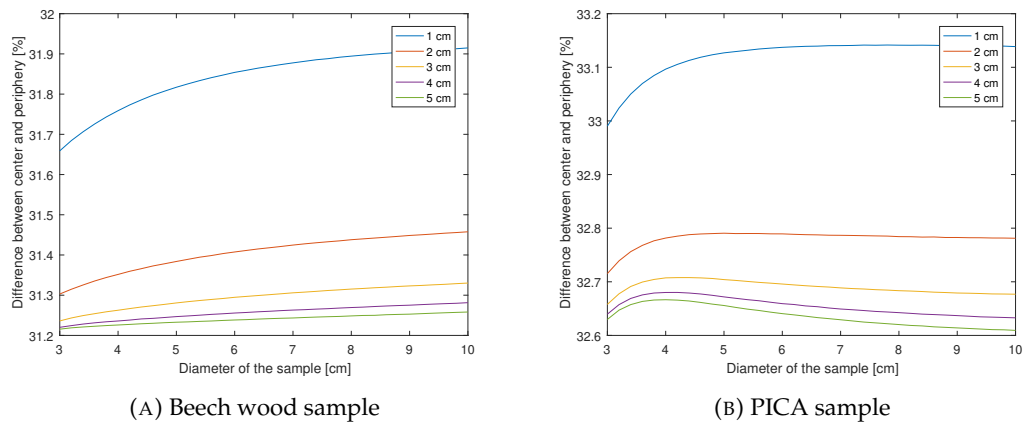 32
31.9
31.8
31.7
31.6
31.5
31.4
31.3
31.2
3 4 5 6 7 8 9 10
Difference between center and periphery [%]
Diameter of the sample [cm]
1 cm
2 cm
3 cm
4 cm
5 cm
(A) Beech wood sample
33.2
33.1
33
32.9
32.8
32.7
32.6
3 4 5 6 7 8 9 10
Difference between center and periphery [%]
Diameter of the sample [cm]
1 cm
2 cm
3 cm
4 cm
5 cm
(B) PICA sample